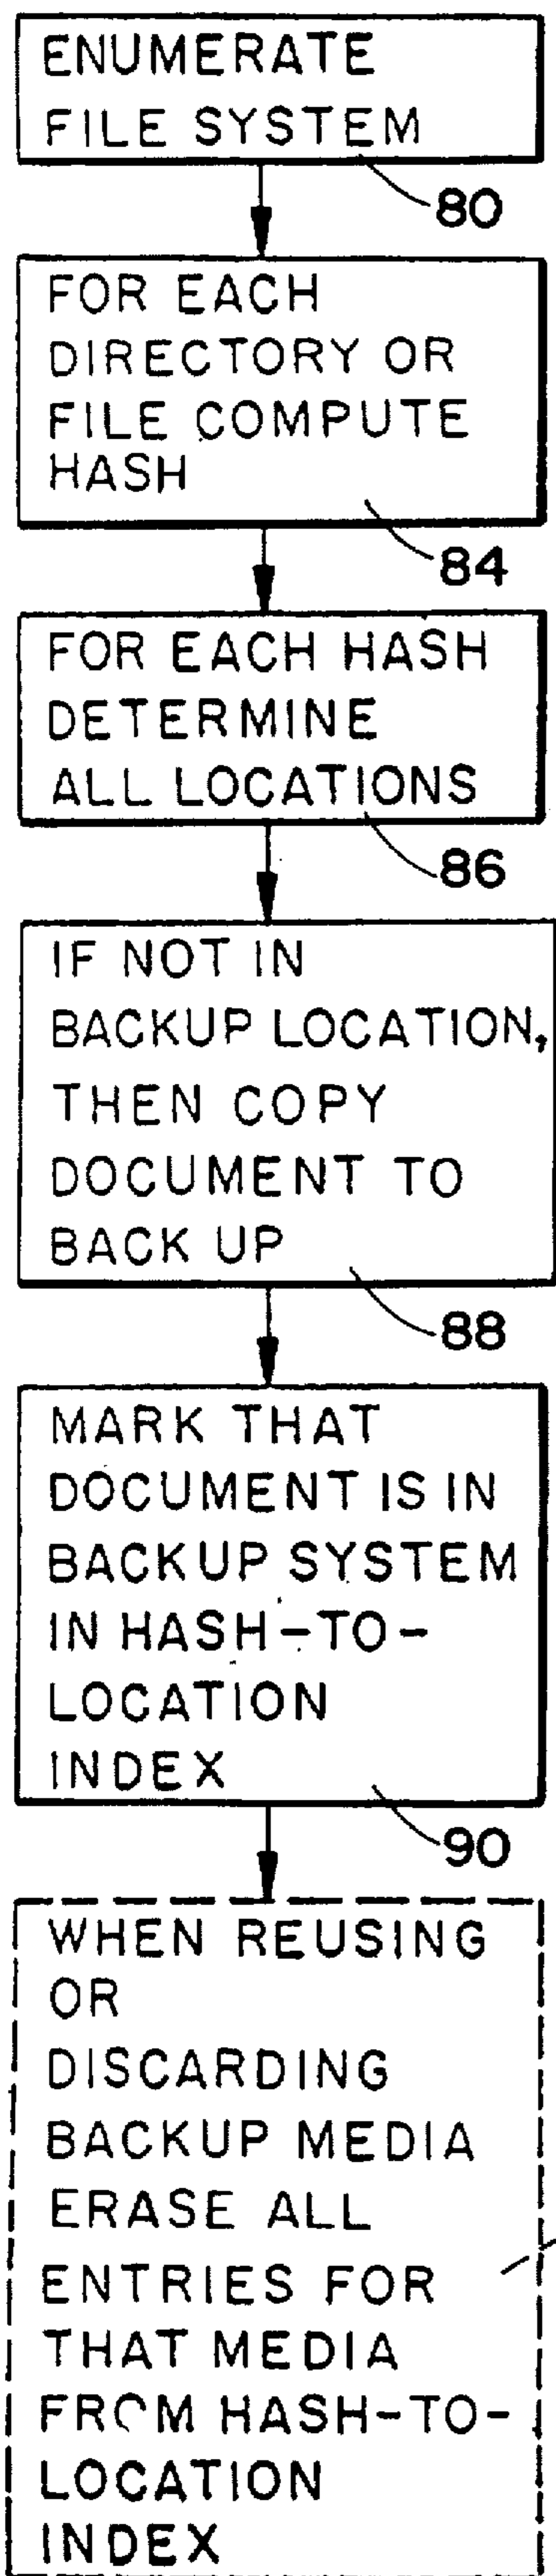 ENUMERATE
FILE SYSTEM
80
FOR EACH
DIRECTORY OR
FILE COMPUTE
HASH
84
FOR EACH HASH
DETERMINE
ALL LOCATIONS
86
IF NOT IN
BACKUP LOCATION,
THEN COPY
DOCUMENT TO
BACK UP
88
MARK THAT
DOCUMENT IS IN
BACKUP SYSTEM
IN HASH-TO-
LOCATION
INDEX
90
WHEN REUSING
OR
DISCARDING
BACKUP MEDIA
ERASE ALL
ENTRIES FOR
THAT MEDIA
FROM HASH-TO-
LOCATION
INDEX